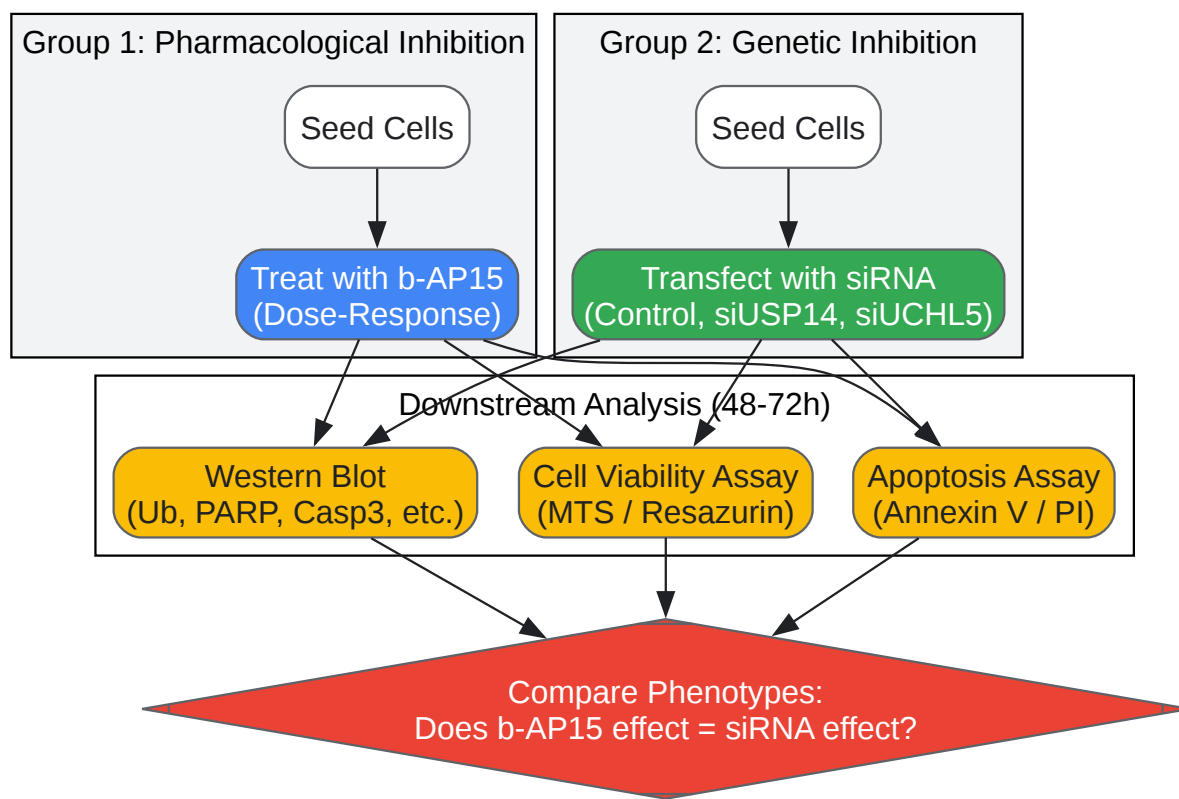 Group 1: Pharmacological Inhibition
Group 2: Genetic Inhibition
Seed Cells
Seed Cells
Treat with b-AP15
(Dose-Response)
Transfect with siRNA
(Control, siUSP14, siUCHL5)
Downstream Analysis (48-72h)
Western Blot
(Ub, PARP, Casp3, etc.)
Cell Viability Assay
(MTS / Resazurin)
Apoptosis Assay
(Annexin V / PI)
Compare Phenotypes:
Does b-AP15 effect = siRNA effect?